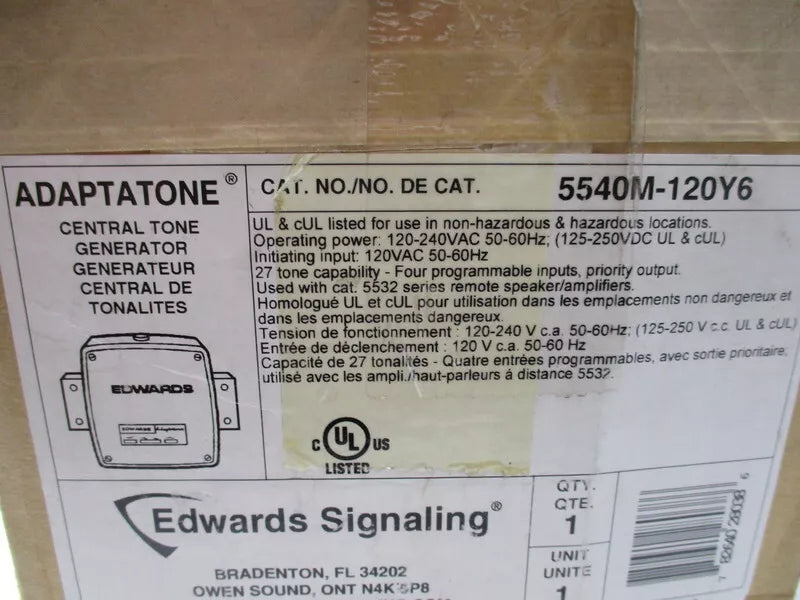 ADAPTATONE®
CENTRAL TONE
GENERATOR
GENERATEUR
CENTRAL DE
TONALITES
EDWARDS
CAT. NO./NO. DE CAT. 5540M-120Y6
UL & cUL listed for use in non-hazardous & hazardous locations.
Operating power: 120-240VAC 50-60Hz; (125-250VDC UL & cUL)
Initiating input: 120VAC 50-60Hz
27 tone capability - Four programmable inputs, priority output.
Used with cat. 5532 series remote speaker/amplifiers.
Homologué UL et cUL pour utilisation dans les emplacements non dangereux et
dans les emplacements dangereux.
Tension de fonctionnement : 120-240 V c.a. 50-60Hz; (125-250 V c.c. UL & cUL)
Entrée de déclenchement : 120 V c.a. 50-60 Hz
Capacité de 27 tonalités - Quatre entrées programmables, avec sortie prioritaire;
utilisé avec les ampli./haut-parleurs á distance 5532.
C UL US
LISTED
Edwards Signaling®
BRADENTON, FL 34202
OWEN SOUND, ONT N4K 5P8
QTY.
QTE.
1
UNIT
UNITE
1
7 82640 28038 6